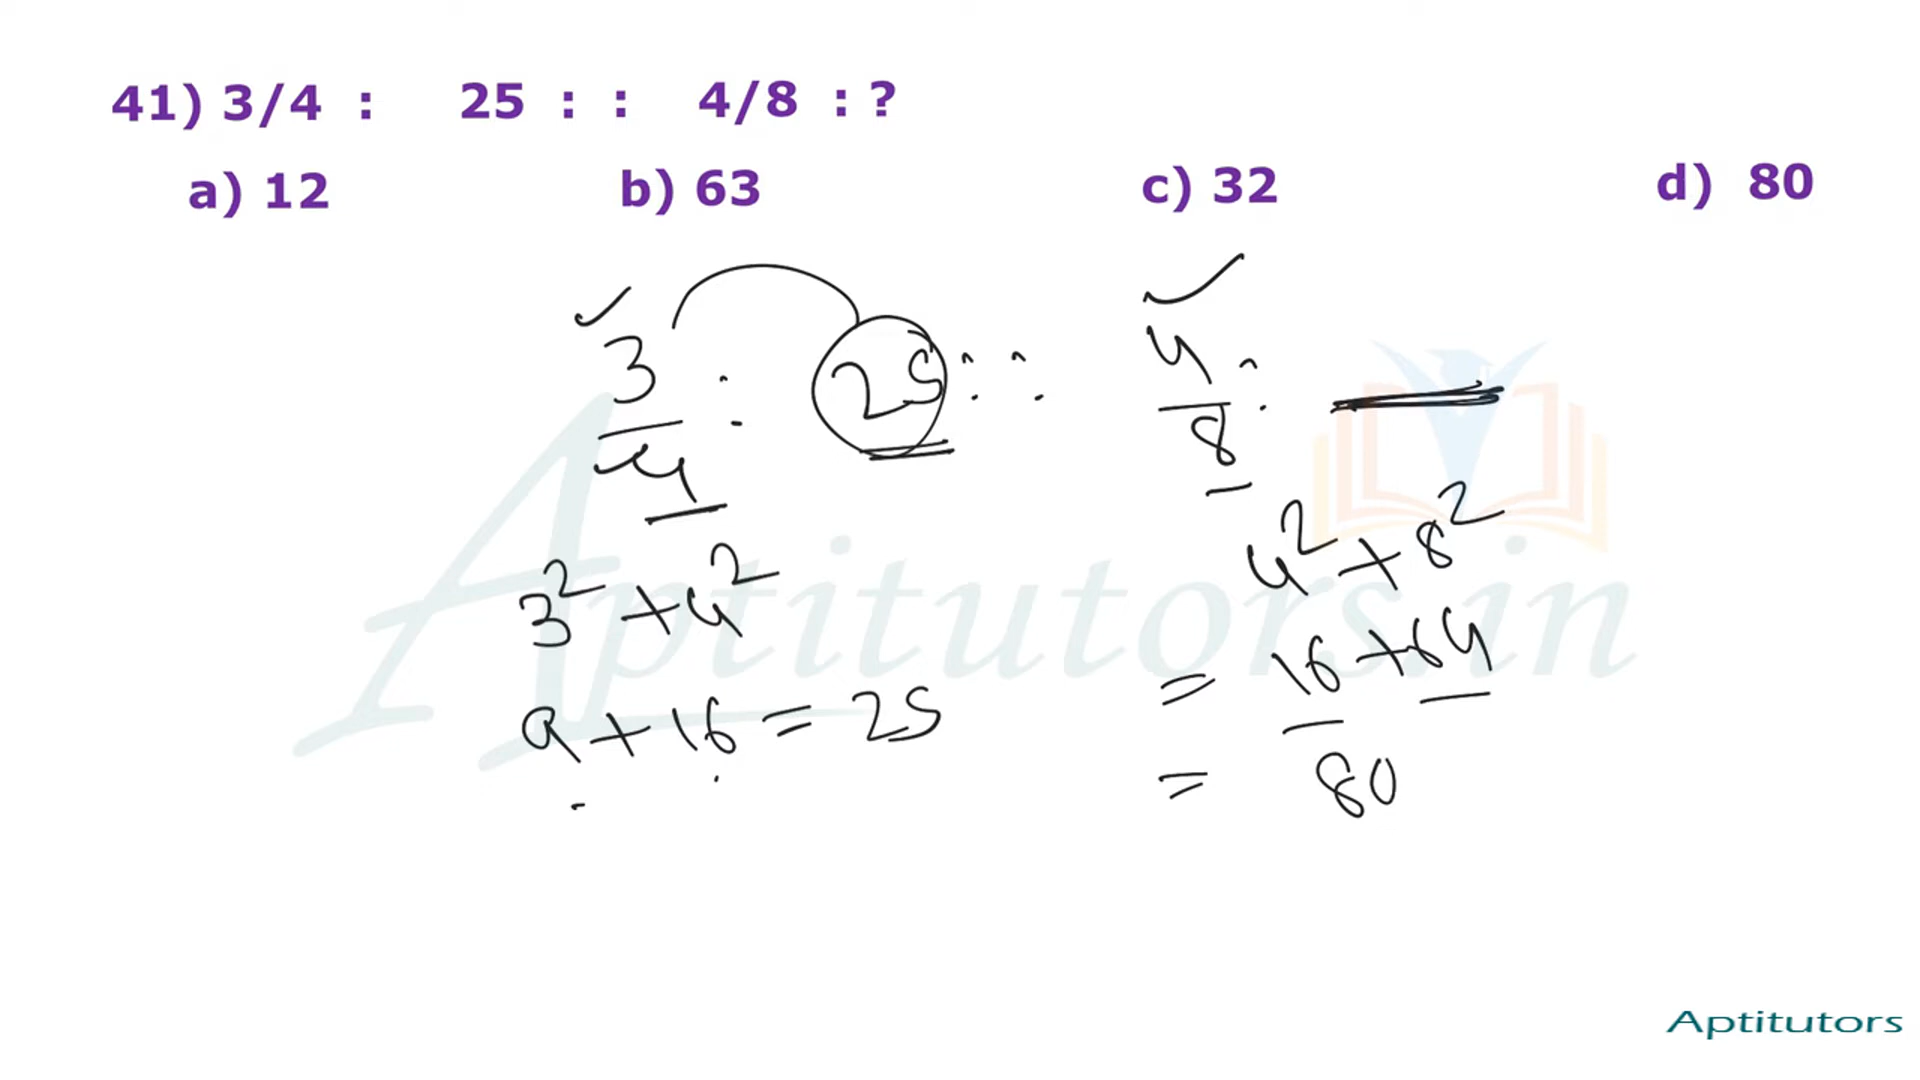 41) 3/4 : 25 : : 4/8 : ?
a) 12 b) 63 c) 32 d) 80
3/4 : 25 : : 4/8 :
3² + 4² 4² + 8²
9 + 16 = 25 = 16 + 64
= 80
Aptitutors.in
Aptitutors